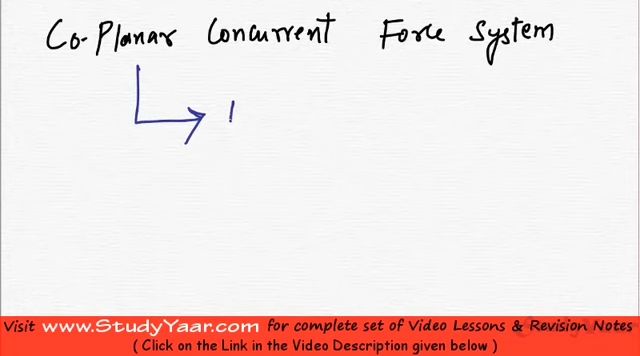 Co-Planar Concurrent Force System
Visit www.StudyYaar.com for complete set of Video Lessons & Revision Notes
( Click on the Link in the Video Description given below )